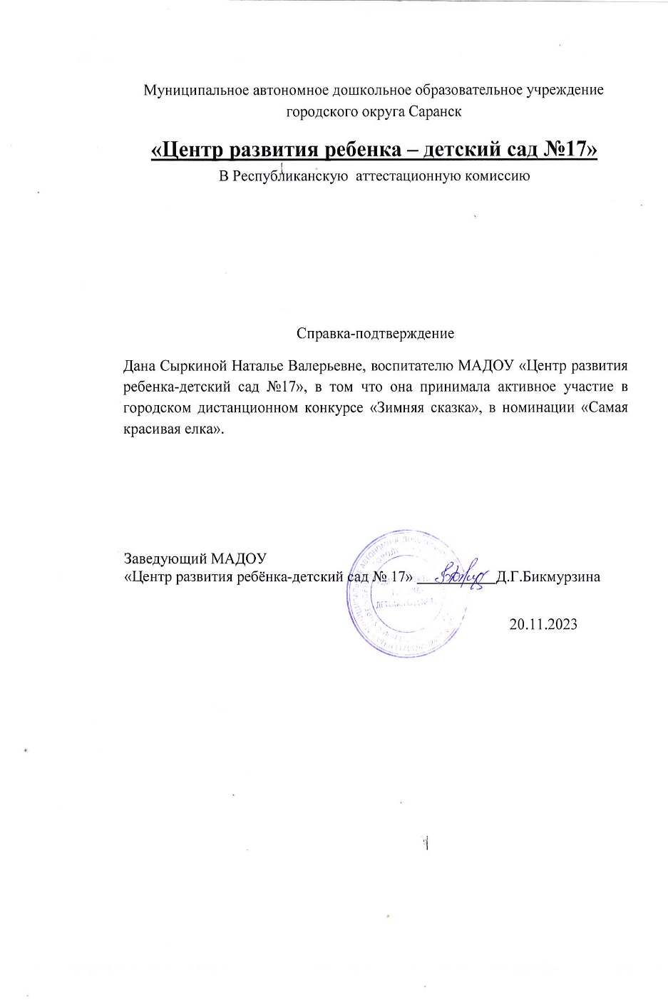 Муниципальное автономное дошкольное образовательное учреждение
городского округа Саранск
«Центр развития ребенка – детский сад №17»
В Республиканскую аттестационную комиссию
Справка-подтверждение
Дана Сыркиной Наталье Валерьевне, воспитателю МАДОУ «Центр развития
ребенка-детский сад №17», в том что она принимала активное участие в
городском дистанционном конкурсе «Зимняя сказка», в номинации «Самая
красивая елка».
Заведующий МАДОУ
«Центр развития ребёнка-детский сад № 17» __________Д.Г.Бикмурзина
20.11.2023